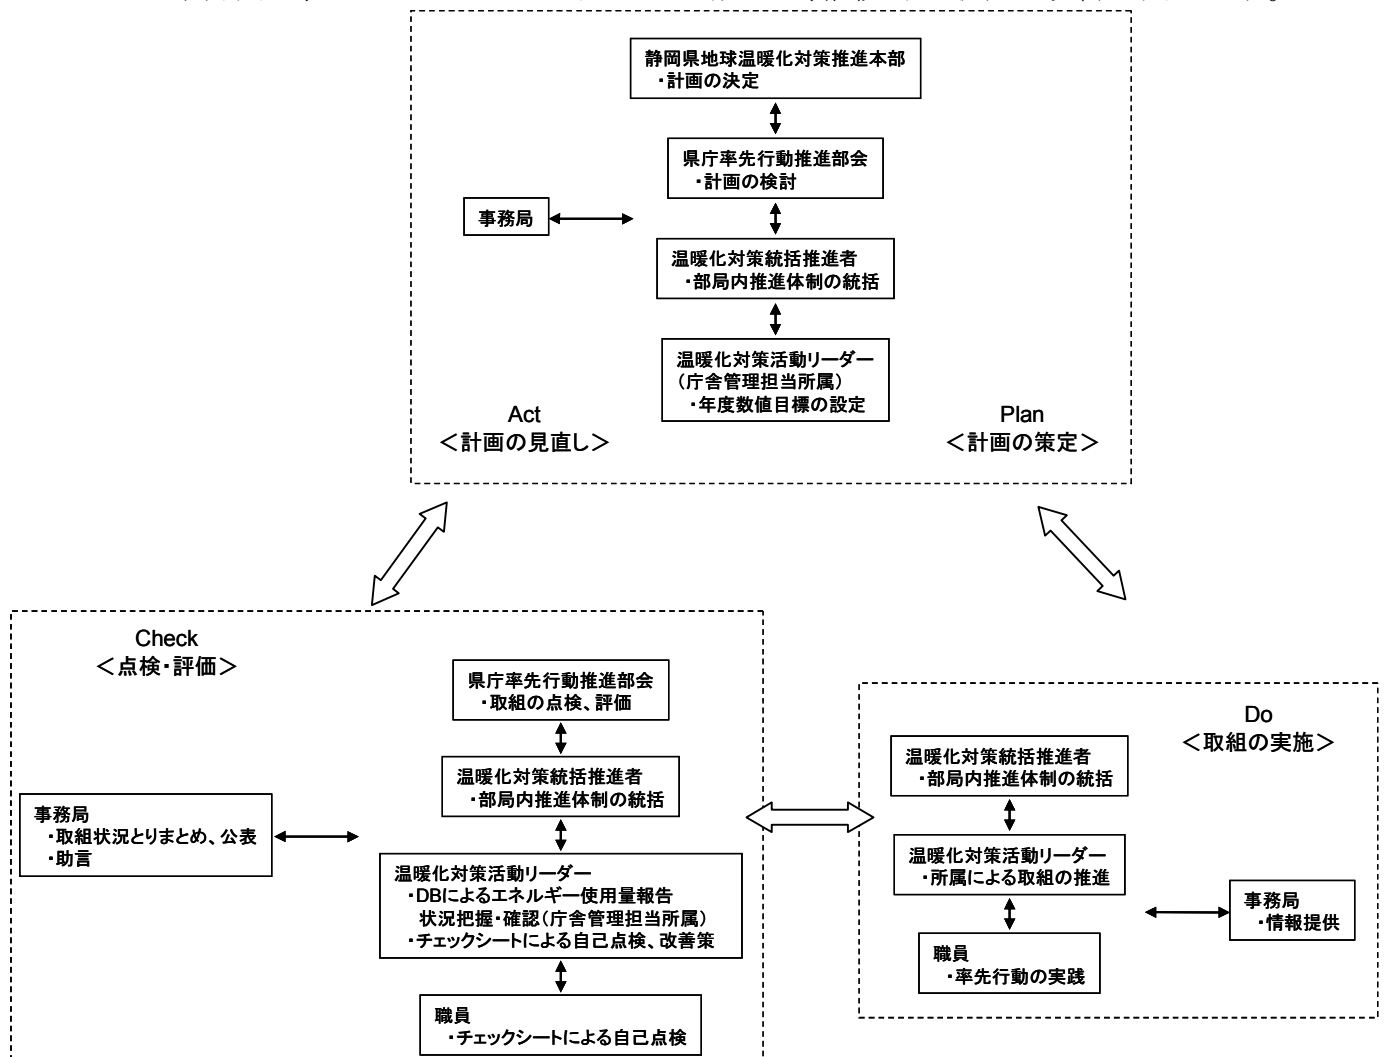 静岡県地球温暖化対策推進本部
・計画の決定
県庁率先行動推進部会
・計画の検討
事務局
温暖化対策統括推進者
・部局内推進体制の統括
温暖化対策活動リーダー
(庁舎管理担当所属)
・年度数値目標の設定
Act
<計画の見直し>
Plan
<計画の策定>
Check
<点検・評価>
県庁率先行動推進部会
・取組の点検、評価
温暖化対策統括推進者
・部局内推進体制の統括
事務局
・取組状況とりまとめ、公表
・助言
温暖化対策活動リーダー
・DBによるエネルギー使用量報告
状況把握・確認(庁舎管理担当所属)
・チェックシートによる自己点検、改善策
職員
・チェックシートによる自己点検
Do
<取組の実施>
温暖化対策統括推進者
・部局内推進体制の統括
温暖化対策活動リーダー
・所属による取組の推進
事務局
・情報提供
職員
・率先行動の実践